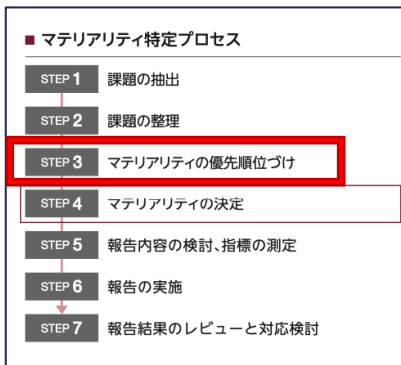 ■ マテリアリティ特定プロセス
STEP 1 課題の抽出
STEP 2 課題の整理
STEP 3 マテリアリティの優先順位づけ
STEP 4 マテリアリティの決定
STEP 5 報告内容の検討、指標の測定
STEP 6 報告の実施
STEP 7 報告結果のレビューと対応検討